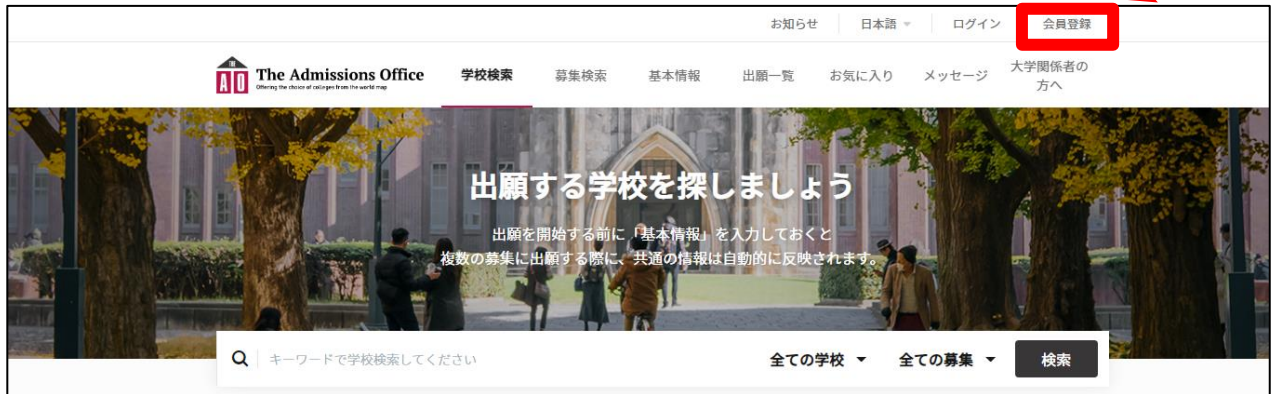 お知らせ
日本語
ログイン
会員登録
THE
AO
The Admissions Office
Offering the choice of colleges from the world map
学校検索
募集検索
基本情報
出願一覧
お気に入り
メッセージ
大学関係者の
方へ
出願する学校を探しましょう
出願を開始する前に「基本情報」を入力しておくと
複数の募集に出願する際に、共通の情報は自動的に反映されます。
キーワードで学校検索してください
全ての学校
全ての募集
検索